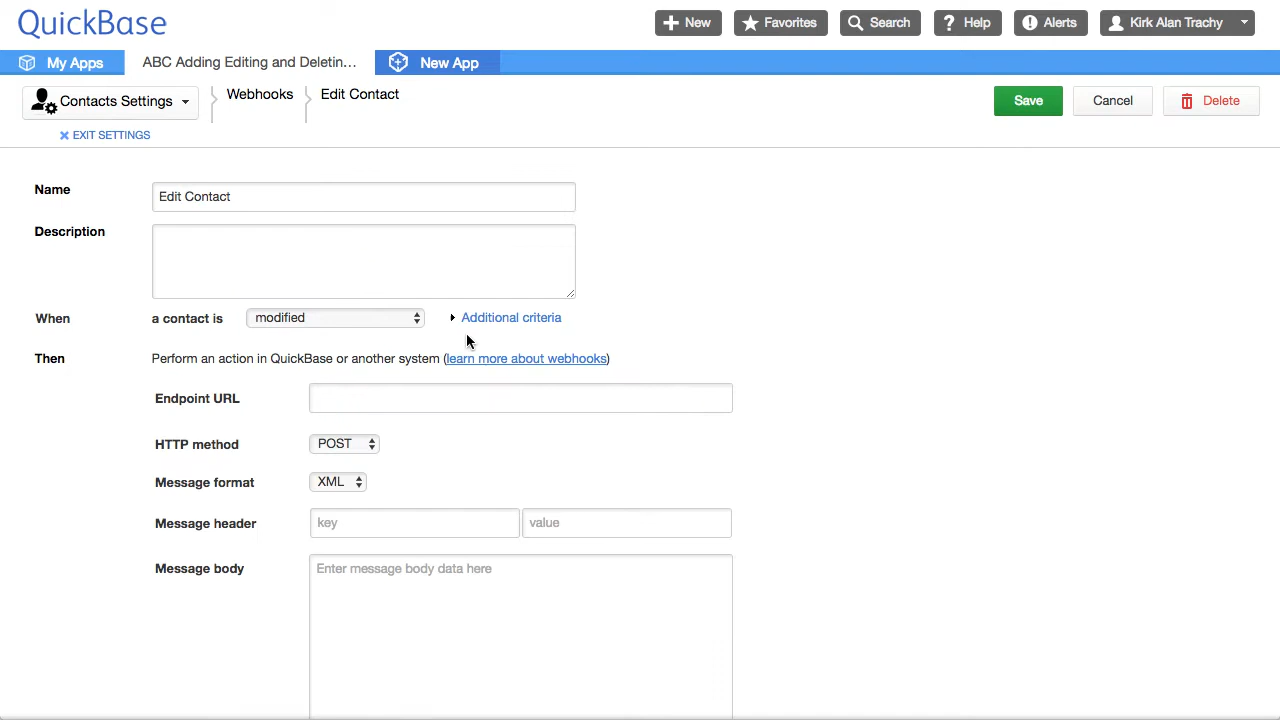 QuickBase
New
Favorites
Search
Help
Alerts
Kirk Alan Trachy
My Apps
ABC Adding Editing and Deletin...
New App
Contacts Settings
Webhooks
Edit Contact
Save
Cancel
Delete
EXIT SETTINGS
Name
Edit Contact
Description
When
a contact is
modified
Additional criteria
Then
Perform an action in QuickBase or another system (learn more about webhooks)
Endpoint URL
HTTP method
POST
Message format
XML
Message header
key
value
Message body
Enter message body data here